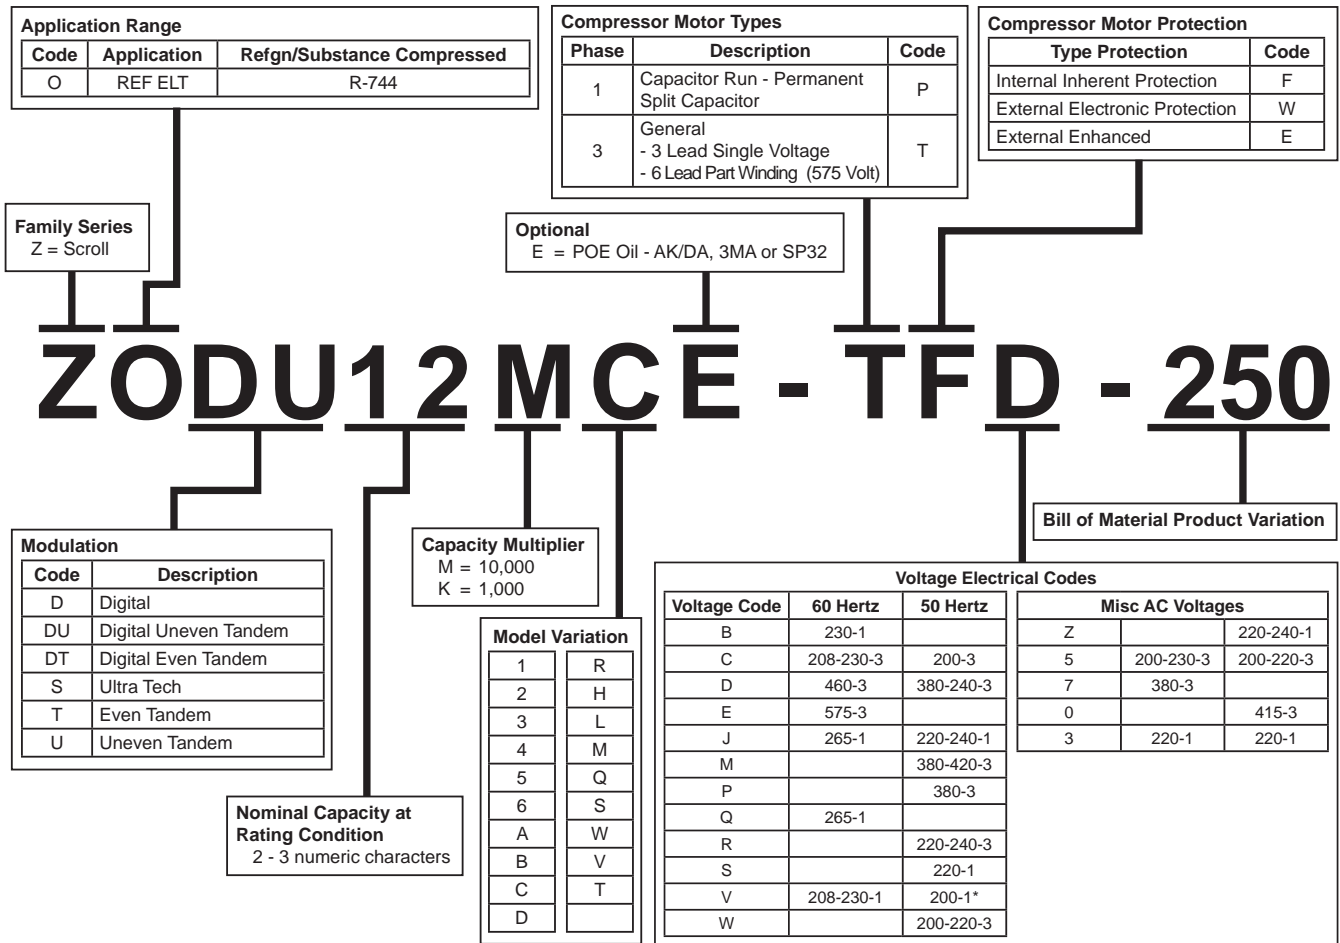 Application Range
Code Application Refgn/Substance Compressed
O REF ELT R-744
Compressor Motor Types
Phase Description Code
1 Capacitor Run - Permanent Split Capacitor P
3 General
- 3 Lead Single Voltage
- 6 Lead Part Winding (575 Volt) T
Compressor Motor Protection
Type Protection Code
Internal Inherent Protection F
External Electronic Protection W
External Enhanced E
Family Series
Z = Scroll
Optional
E = POE Oil - AK/DA, 3MA or SP32
ZODU12MCE - TFD - 250
Modulation
Code Description
D Digital
DU Digital Uneven Tandem
DT Digital Even Tandem
S Ultra Tech
T Even Tandem
U Uneven Tandem
Nominal Capacity at
Rating Condition
2 - 3 numeric characters
Capacity Multiplier
M = 10,000
K = 1,000
Model Variation
1 R
2 H
3 L
4 M
5 Q
6 S
A W
B V
C T
D
Bill of Material Product Variation
Voltage Electrical Codes
Voltage Code 60 Hertz 50 Hertz
B 230-1
C 208-230-3 200-3
D 460-3 380-240-3
E 575-3
J 265-1 220-240-1
M 380-420-3
P 380-3
Q 265-1
R 220-240-3
S 220-1
V 208-230-1 200-1*
W 200-220-3
Misc AC Voltages
Z 220-240-1
5 200-230-3 200-220-3
7 380-3
0 415-3
3 220-1 220-1